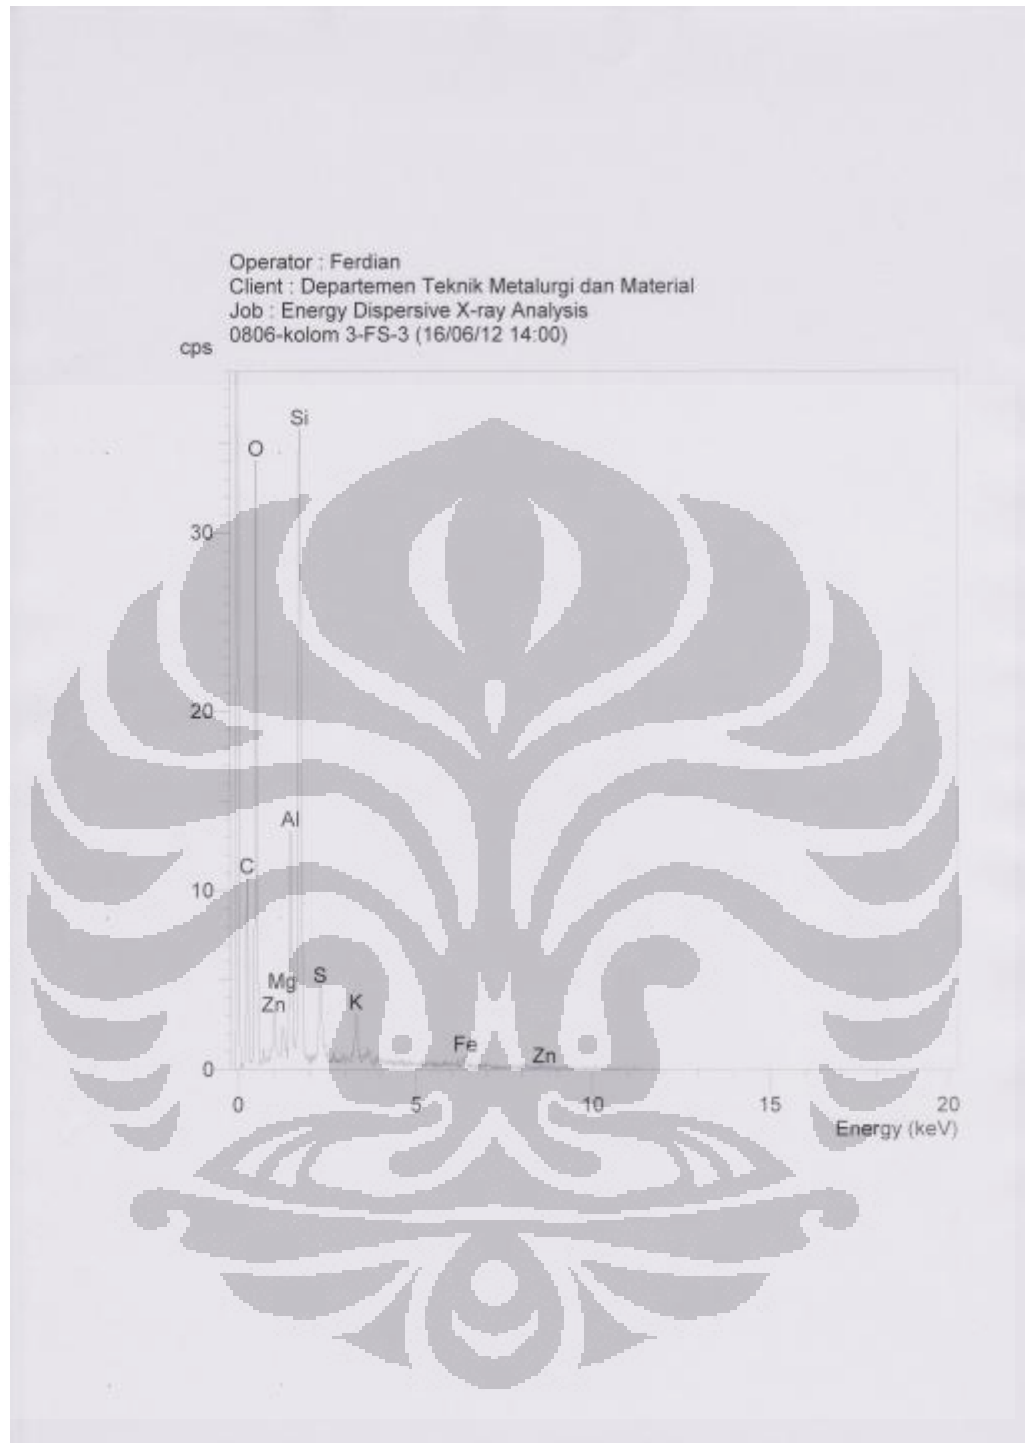 Operator : Ferdian
Client : Departemen Teknik Metalurgi dan Material
Job : Energy Dispersive X-ray Analysis
0806-kolom 3-FS-3 (16/06/12 14:00)
cps
Si
O
30
20
Al
C
10
Mg
S
Zn
K
Fe
Zn
0
0 5 10 15 20
Energy (keV)